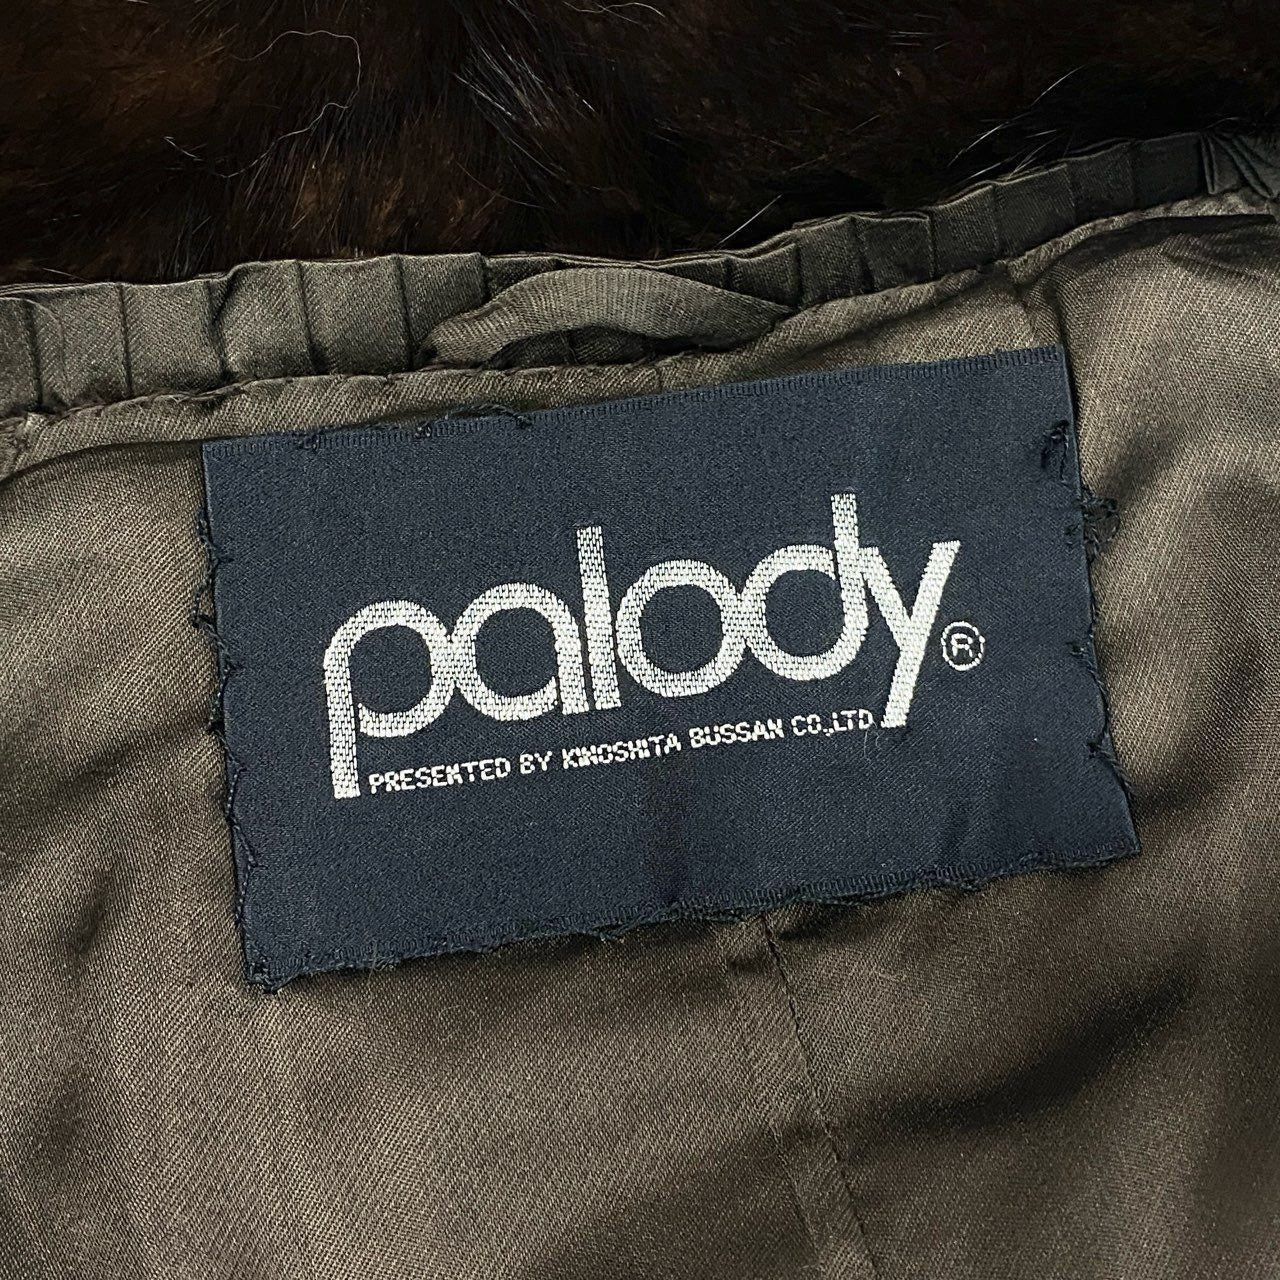 palody®
PRESENTED BY KINOSHITA BUSSAN CO.,LTD.